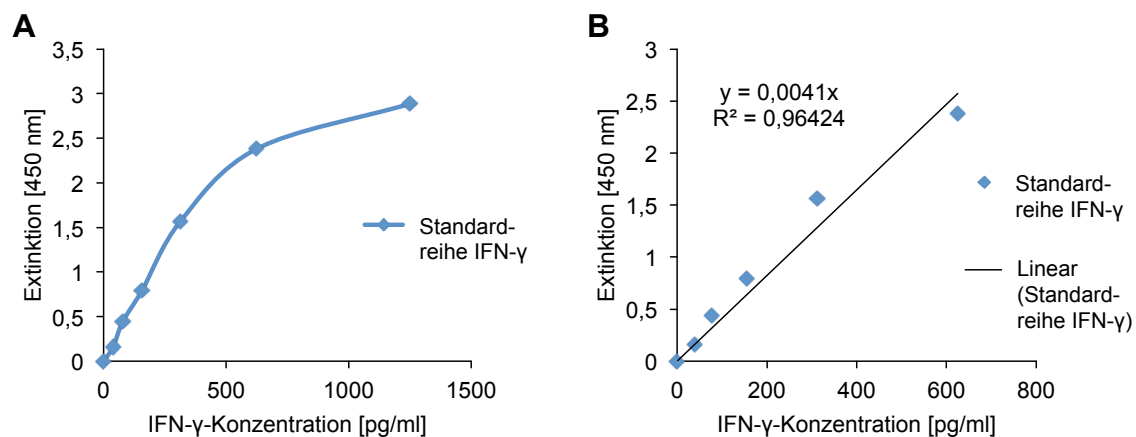 A
3,5
3
2,5
2
1,5
1
0,5
0
Extinktion [450 nm]
0
500
1000
1500
IFN-γ-Konzentration [pg/ml]
Standard-
reihe IFN-γ
B
3
2,5
2
1,5
1
0,5
0
Extinktion [450 nm]
y = 0,0041x
R² = 0,96424
0
200
400
600
800
IFN-γ-Konzentration [pg/ml]
Standard-
reihe IFN-γ
Linear
(Standard-
reihe IFN-γ)